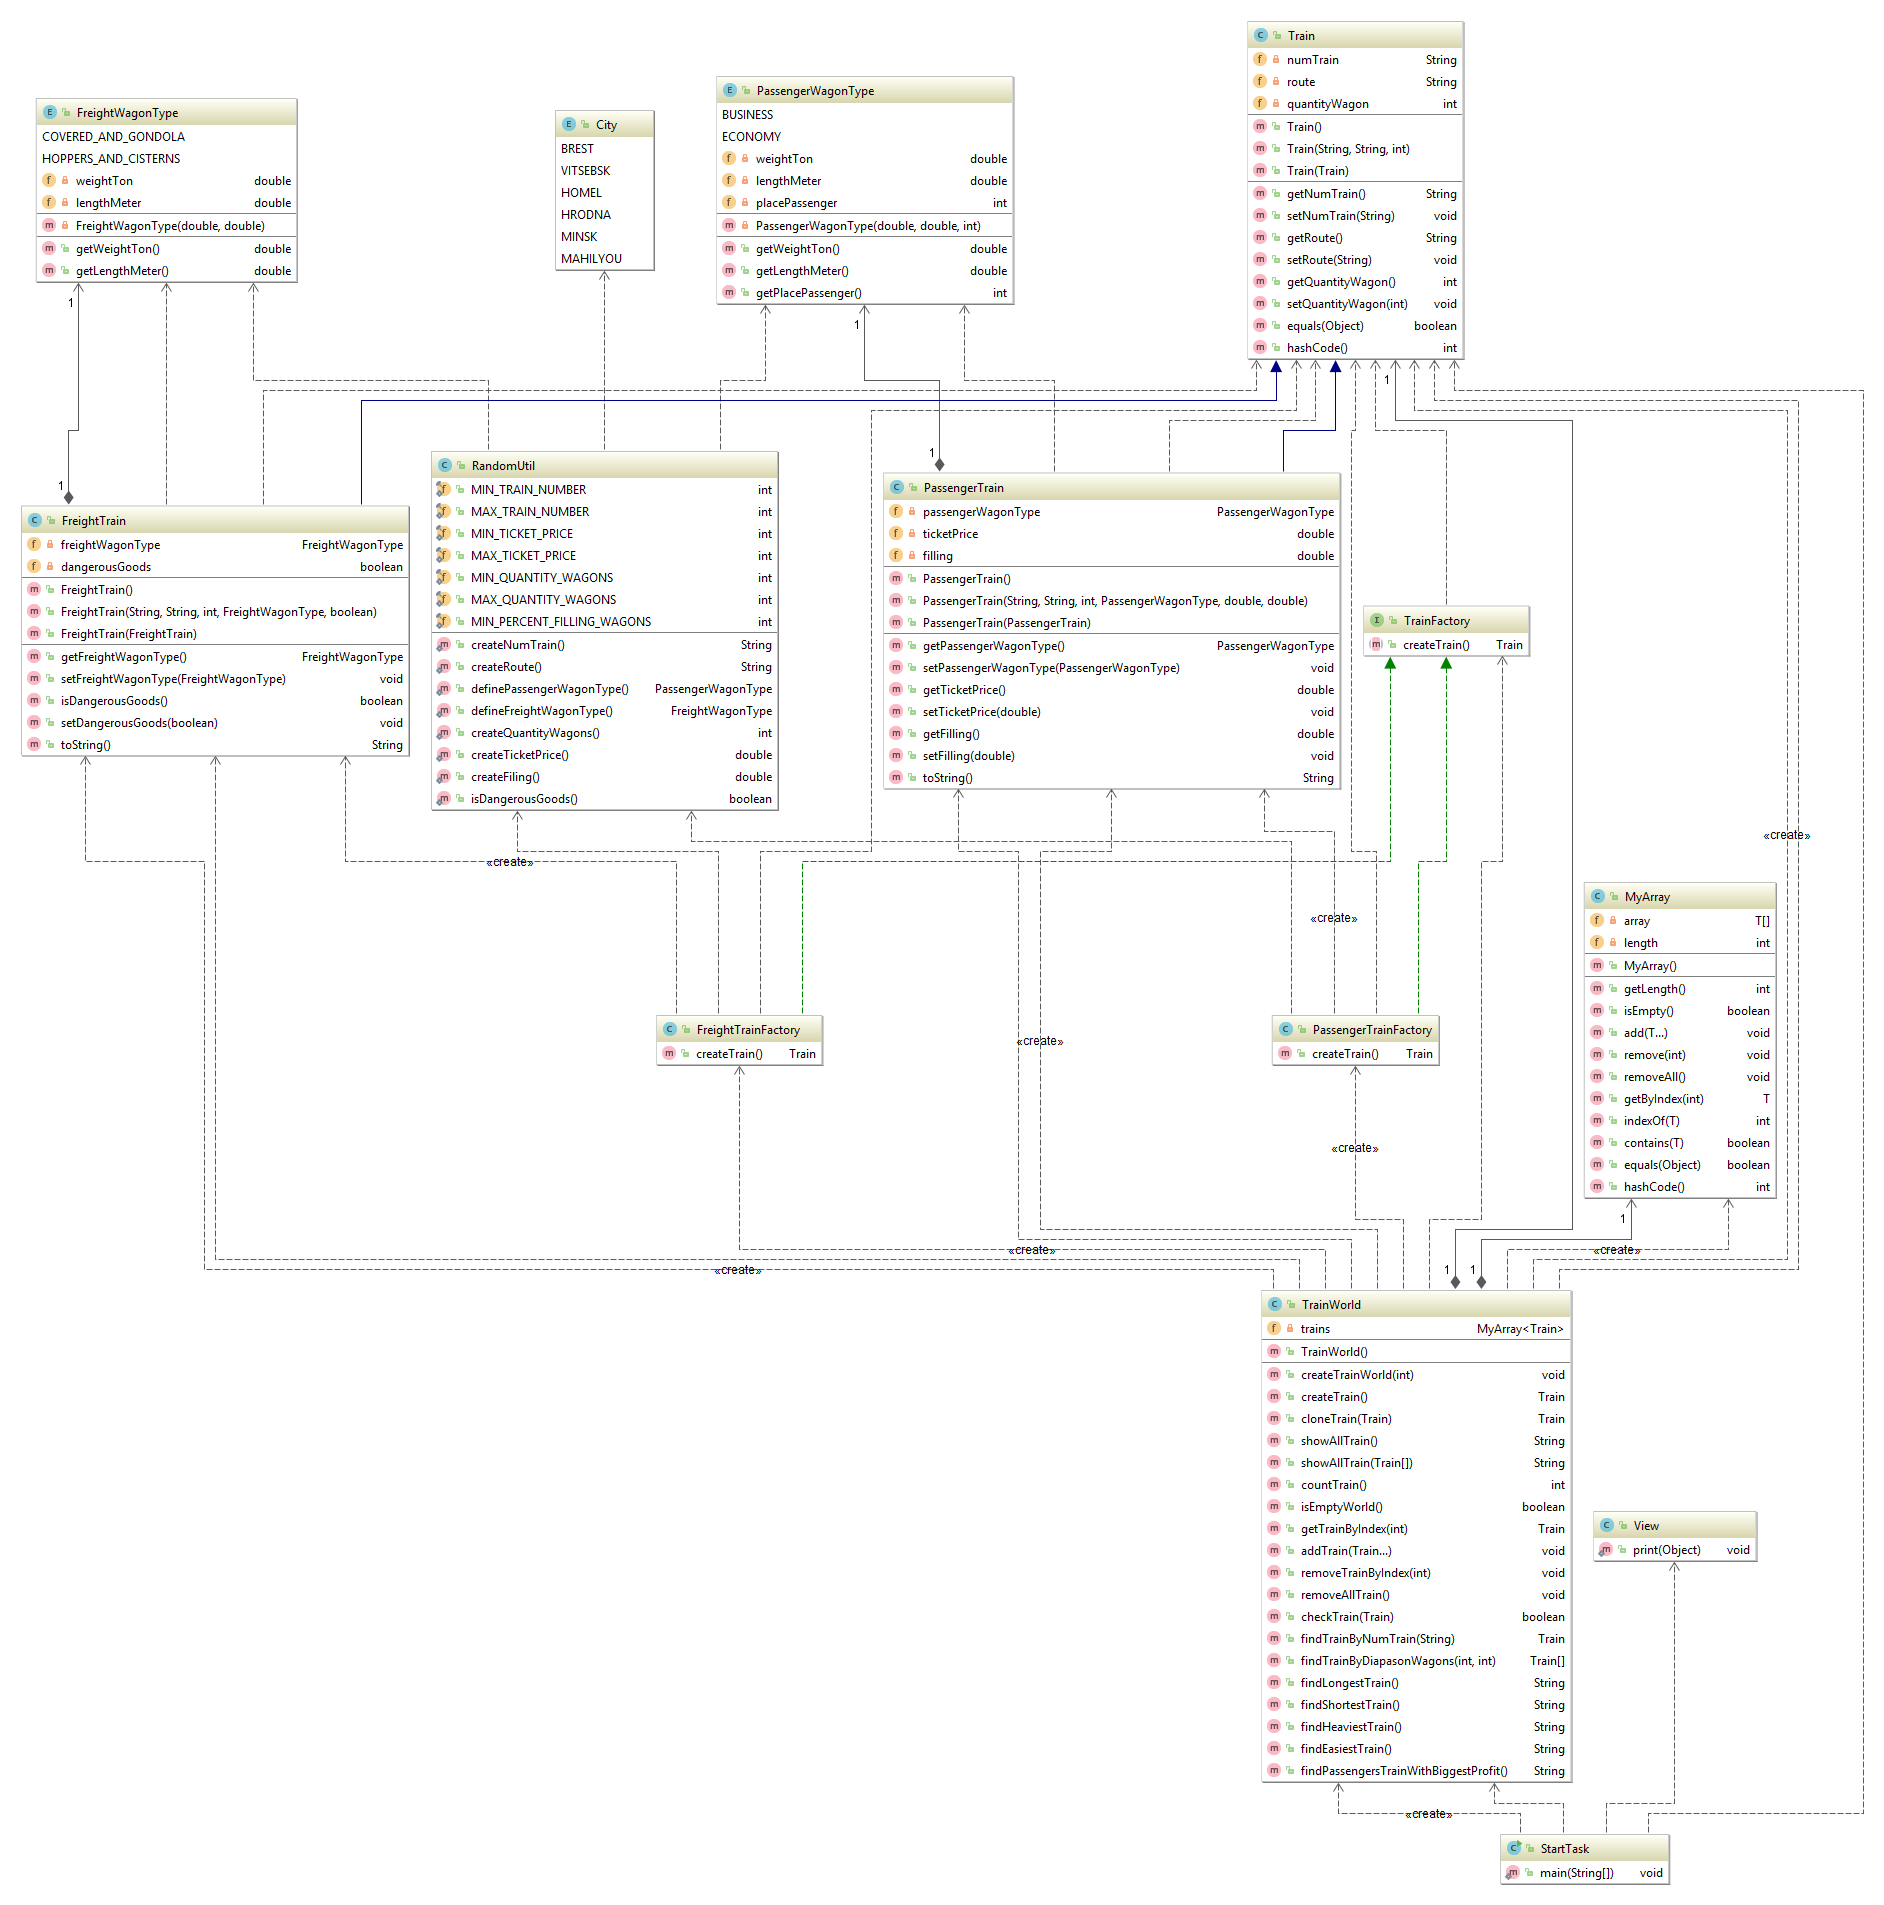 Train
numTrain String
route String
quantityWagon int
Train()
Train(String, String, int)
Train(Train)
getNumTrain() String
setNumTrain(String) void
getRoute() String
setRoute(String) void
getQuantityWagon() int
setQuantityWagon(int) void
equals(Object) boolean
hashCode() int
1
FreightWagonType
COVERED_AND_GONDOLA
HOPPERS_AND_CISTERNS
weightTon double
lengthMeter double
FreightWagonType(double, double)
getWeightTon() double
getLengthMeter() double
1
City
BREST
VITSEBSK
HOMEL
HRODNA
MINSK
MAHILYOU
PassengerWagonType
BUSINESS
ECONOMY
weightTon double
lengthMeter double
placePassenger int
PassengerWagonType(double, double, int)
getWeightTon() double
getLengthMeter() double
getPlacePassenger() int
1
1
FreightTrain
freightWagonType FreightWagonType
dangerousGoods boolean
FreightTrain()
FreightTrain(String, String, int, FreightWagonType, boolean)
FreightTrain(FreightTrain)
getFreightWagonType() FreightWagonType
setFreightWagonType(FreightWagonType) void
isDangerousGoods() boolean
setDangerousGoods(boolean) void
toString() String
RandomUtil
MIN_TRAIN_NUMBER int
MAX_TRAIN_NUMBER int
MIN_TICKET_PRICE int
MAX_TICKET_PRICE int
MIN_QUANTITY_WAGONS int
MAX_QUANTITY_WAGONS int
MIN_PERCENT_FILLING_WAGONS int
createNumTrain() String
createRoute() String
definePassengerWagonType() PassengerWagonType
defineFreightWagonType() FreightWagonType
createQuantityWagons() int
createTicketPrice() double
createFiling() double
isDangerousGoods() boolean
1
PassengerTrain
passengerWagonType PassengerWagonType
ticketPrice double
filling double
PassengerTrain()
PassengerTrain(String, String, int, PassengerWagonType, double, double)
PassengerTrain(PassengerTrain)
getPassengerWagonType() PassengerWagonType
setPassengerWagonType(PassengerWagonType) void
getTicketPrice() double
setTicketPrice(double) void
getFilling() double
setFilling(double) void
toString() String
TrainFactory
createTrain() Train
«create»
«create»
«create»
MyArray
array T[]
length int
MyArray()
getLength() int
isEmpty() boolean
add(T...) void
remove(int) void
removeAll() void
getByIndex(int) T
indexOf(T) int
contains(T) boolean
equals(Object) boolean
hashCode() int
1
FreightTrainFactory
createTrain() Train
PassengerTrainFactory
createTrain() Train
«create»
«create»
«create»
«create»
«create»
1
1
TrainWorld
trains MyArray<Train>
TrainWorld()
createTrainWorld(int) void
createTrain() Train
cloneTrain(Train) Train
showAllTrain() String
showAllTrain(Train[]) String
countTrain() int
isEmptyWorld() boolean
getTrainByIndex(int) Train
addTrain(Train...) void
removeTrainByIndex(int) void
removeAllTrain() void
checkTrain(Train) boolean
findTrainByNumTrain(String) Train
findTrainByDiapasonWagons(int, int) Train[]
findLongestTrain() String
findShortestTrain() String
findHeaviestTrain() String
findEasiestTrain() String
findPassengersTrainWithBiggestProfit() String
View
print(Object) void
«create»
StartTask
main(String[]) void